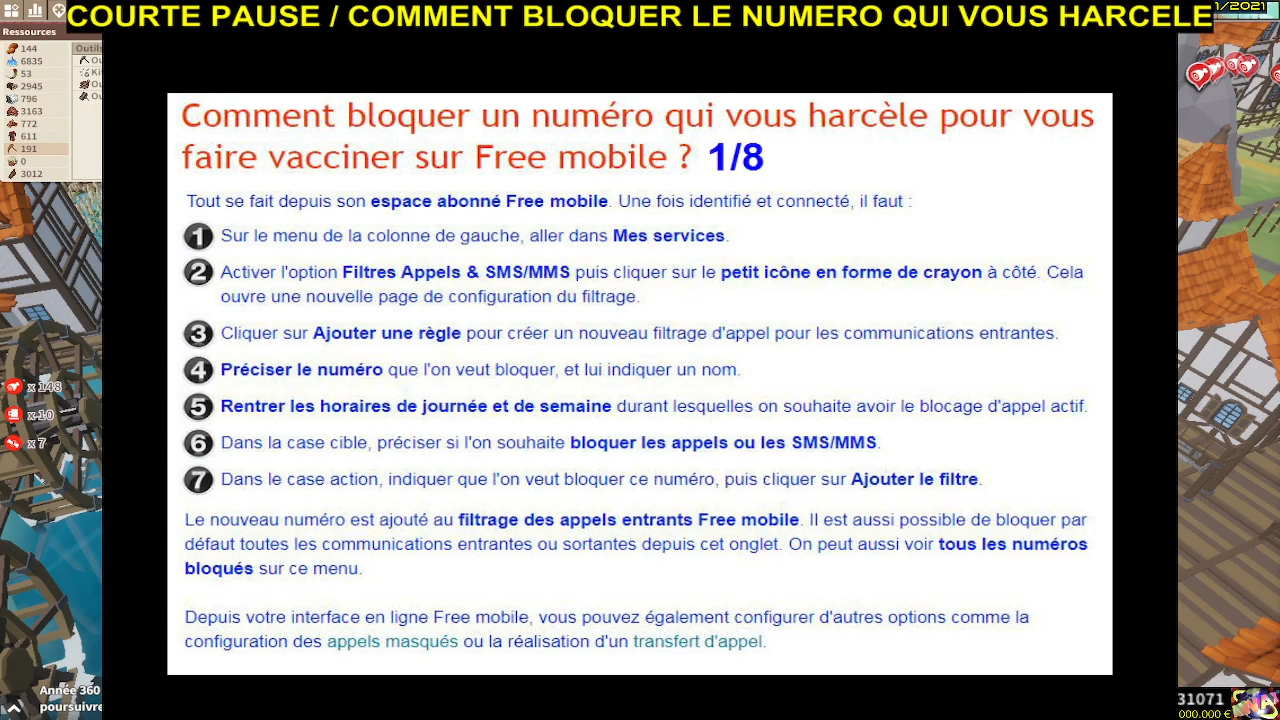 COURTE PAUSE / COMMENT BLOQUER LE NUMERO QUI VOUS HARCELE
1/2021
Ressources
144
6835
53
2945
796
3163
772
611
191
0
3012
Outils
Ou
Ki
Ou
Ou
x 148
x 10
x 7
Comment bloquer un numéro qui vous harcèle pour vous
faire vacciner sur Free mobile ? 1/8
Tout se fait depuis son espace abonné Free mobile. Une fois identifié et connecté, il faut :
1 Sur le menu de la colonne de gauche, aller dans Mes services.
2 Activer l'option Filtres Appels & SMS/MMS puis cliquer sur le petit icône en forme de crayon à côté. Cela
ouvre une nouvelle page de configuration du filtrage.
3 Cliquer sur Ajouter une règle pour créer un nouveau filtrage d'appel pour les communications entrantes.
4 Préciser le numéro que l'on veut bloquer, et lui indiquer un nom.
5 Rentrer les horaires de journée et de semaine durant lesquelles on souhaite avoir le blocage d'appel actif.
6 Dans la case cible, préciser si l'on souhaite bloquer les appels ou les SMS/MMS.
7 Dans le case action, indiquer que l'on veut bloquer ce numéro, puis cliquer sur Ajouter le filtre.
Le nouveau numéro est ajouté au filtrage des appels entrants Free mobile. Il est aussi possible de bloquer par
défaut toutes les communications entrantes ou sortantes depuis cet onglet. On peut aussi voir tous les numéros
bloqués sur ce menu.
Depuis votre interface en ligne Free mobile, vous pouvez également configurer d'autres options comme la
configuration des appels masqués ou la réalisation d'un transfert d'appel.
Année 360
poursuivre
31071
000.000 €